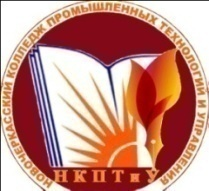 НОВОЧЕРКАССКИЙ КОЛЛЕДЖ ПРОМЫШЛЕННЫХ ТЕХНОЛОГИЙ И УПРАВЛЕНИЯ
НКПТиУ